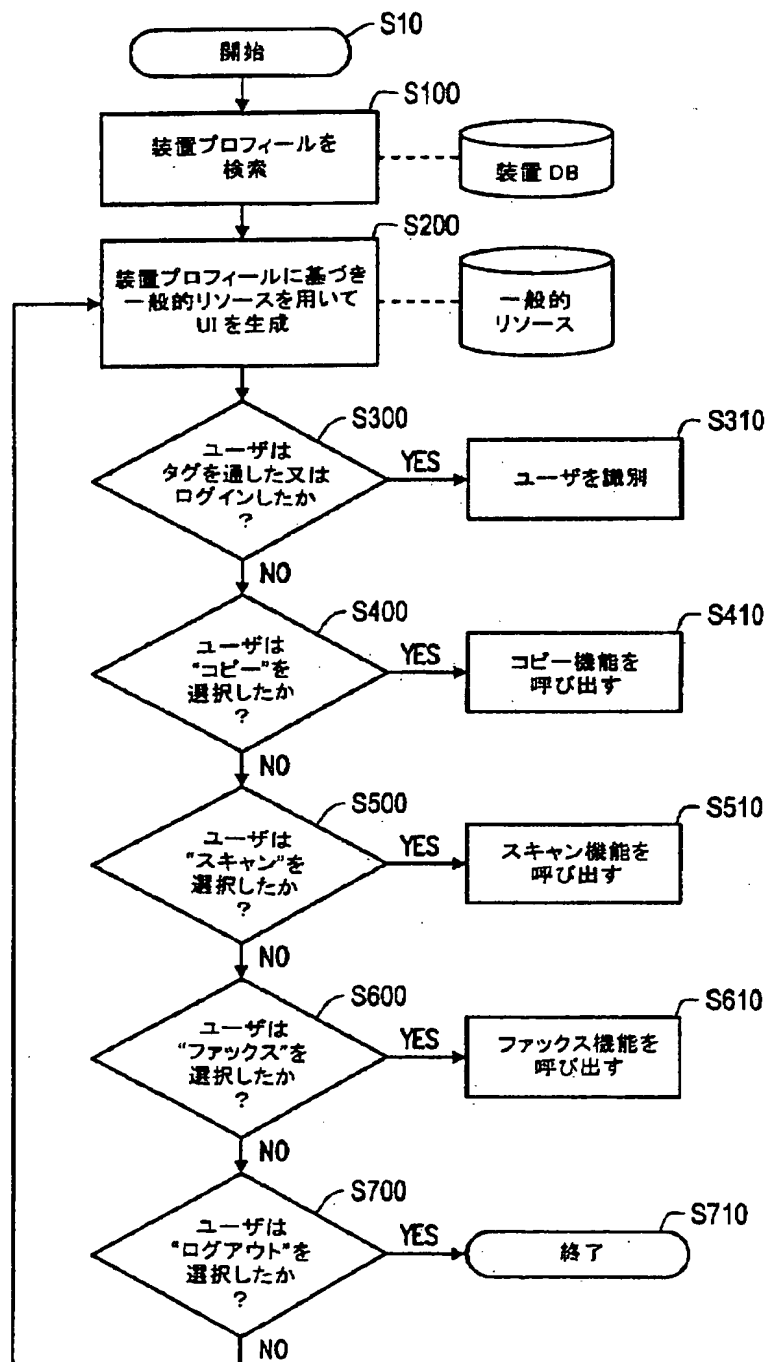 S10
開始
S100
装置プロフィールを
検索
装置 DB
S200
装置プロフィールに基づき
一般的リソースを用いて
UI を生成
一般的
リソース
S300
ユーザは
タグを通した又は
ログインしたか
?
YES
S310
ユーザを識別
NO
S400
ユーザは
“コピー”を
選択したか
?
YES
S410
コピー機能を
呼び出す
NO
S500
ユーザは
“スキャン”を
選択したか
?
YES
S510
スキャン機能を
呼び出す
NO
S600
ユーザは
“ファックス”を
選択したか
?
YES
S610
ファックス機能を
呼び出す
NO
S700
ユーザは
“ログアウト”を
選択したか
?
YES
S710
終了
NO